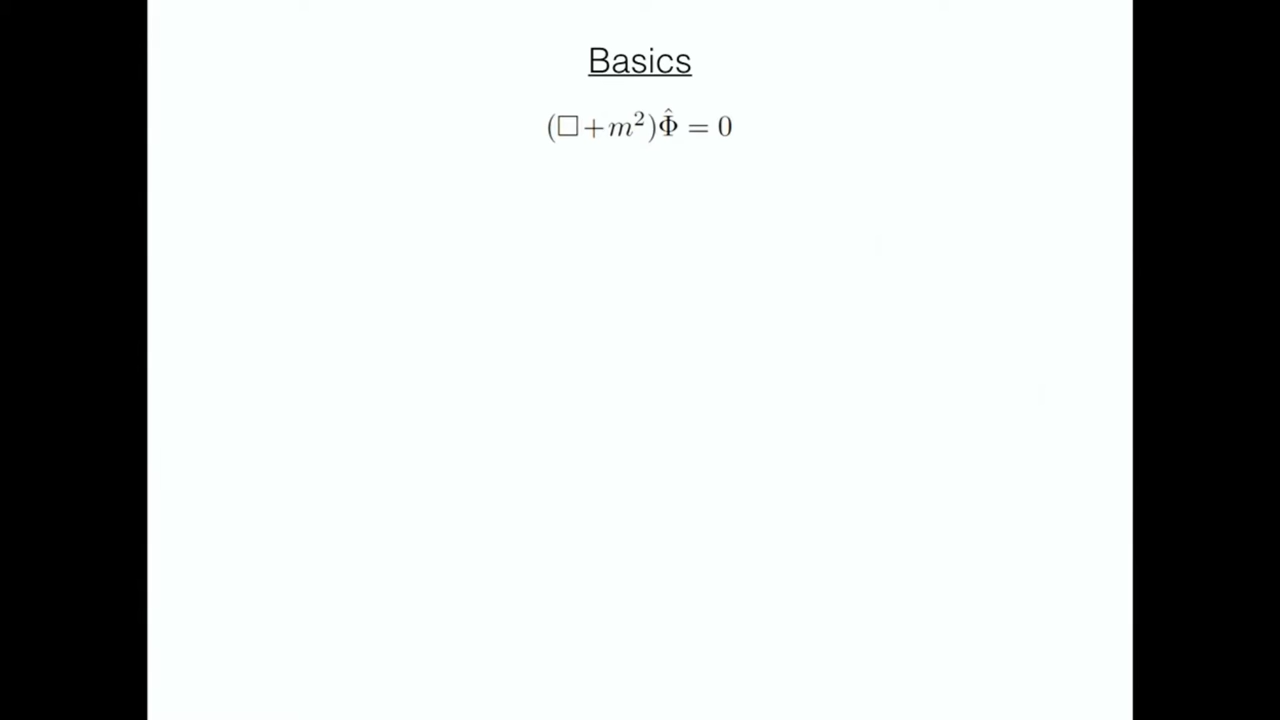 Basics
(□+m²)Φ̂ = 0